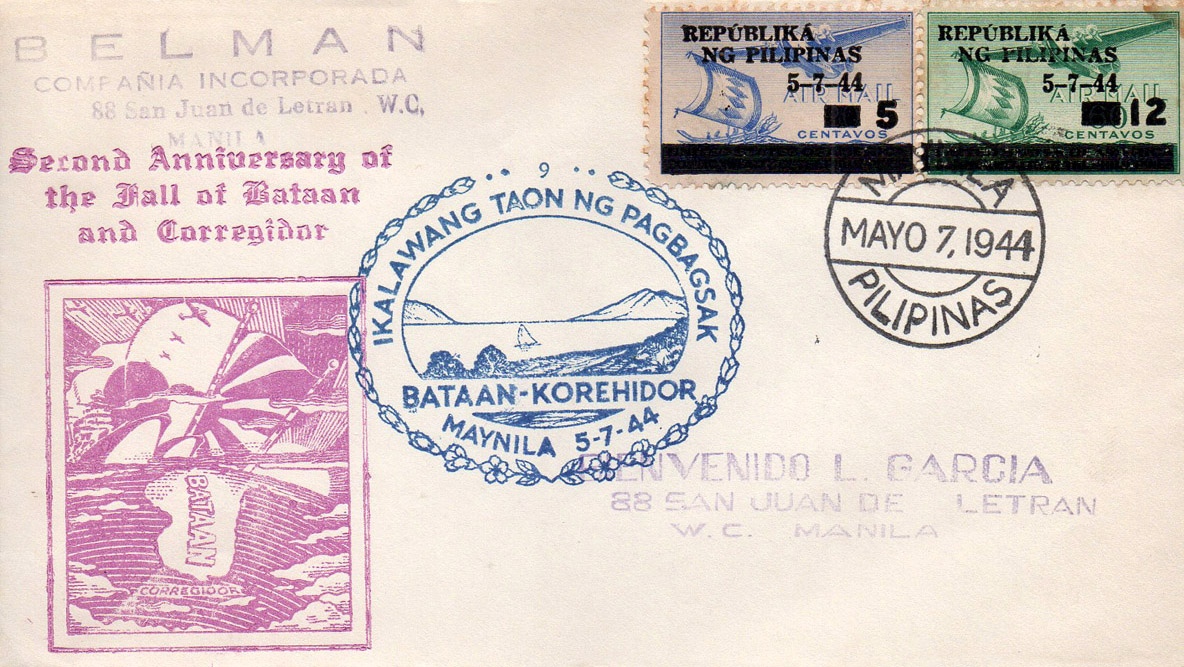 BELMAN
COMPAÑIA INCORPORADA
88 San Juan de Letran . W.C,
MANILA
Second Anniversary of
the Fall of Bataan
and Corregidor
BATAAN
CORREGIDOR
9
IKALAWANG TAON NG PAGBAGSAK
BATAAN-KOREHIDOR
MAYNILA 5-7-44
REPÚBLIKÁ
NG PILIPINAS
5-7-44
AIR MAIL
5
CENTAVOS
REPÚBLIKÁ
NG PILIPINAS
5-7-44
AIR MAIL
12
CENTAVOS
MAYO 7, 1944
PILIPINAS
BIENVENIDO L. GARCIA
88 SAN JUAN DE LETRAN
W.C. MANILA